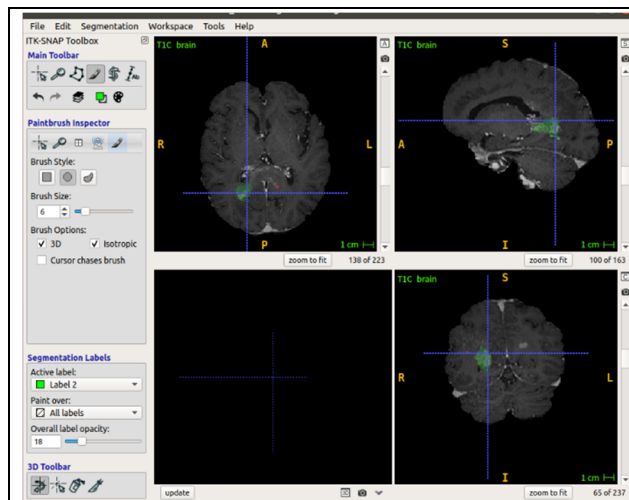 File Edit Segmentation Workspace Tools Help
ITK-SNAP Toolbox
Main Toolbar
Paintbrush Inspector
Brush Style:
Brush Size:
6
Brush Options:
3D Isotropic
Cursor chases brush
Segmentation Labels
Active label:
Label 2
Paint over:
All labels
Overall label opacity:
18
3D Toolbar
T1C brain
A
R
L
P
1 cm
A
zoom to fit
138 of 223
T1C brain
S
A
P
I
1 cm
S
zoom to fit
100 of 163
update
T1C brain
S
R
L
I
1 cm
C
zoom to fit
65 of 237